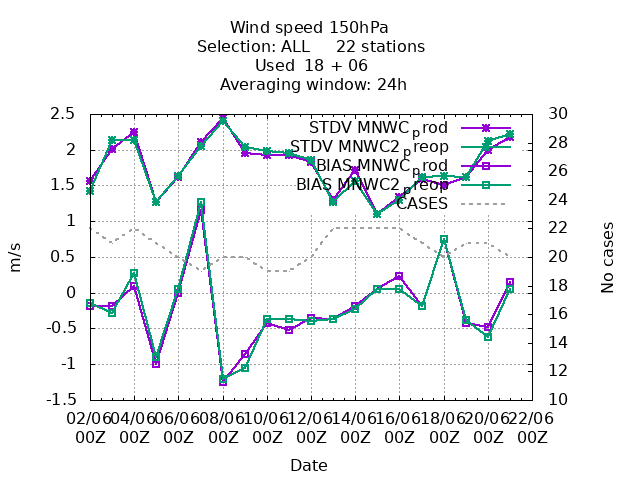 Wind speed 150hPa
Selection: ALL     22 stations
Used  18 + 06
Averaging window: 24h
2.5
2
1.5
1
0.5
0
-0.5
-1
-1.5
m/s
30
28
26
24
22
20
18
16
14
12
10
No cases
STDV MNWCprod
STDV MNWC2preop
BIAS MNWCprod
BIAS MNWC2preop
CASES
02/06 04/06 06/06 08/06 10/06 12/06 14/06 16/06 18/06 20/06 22/06
00Z 00Z 00Z 00Z 00Z 00Z 00Z 00Z 00Z 00Z 00Z
Date